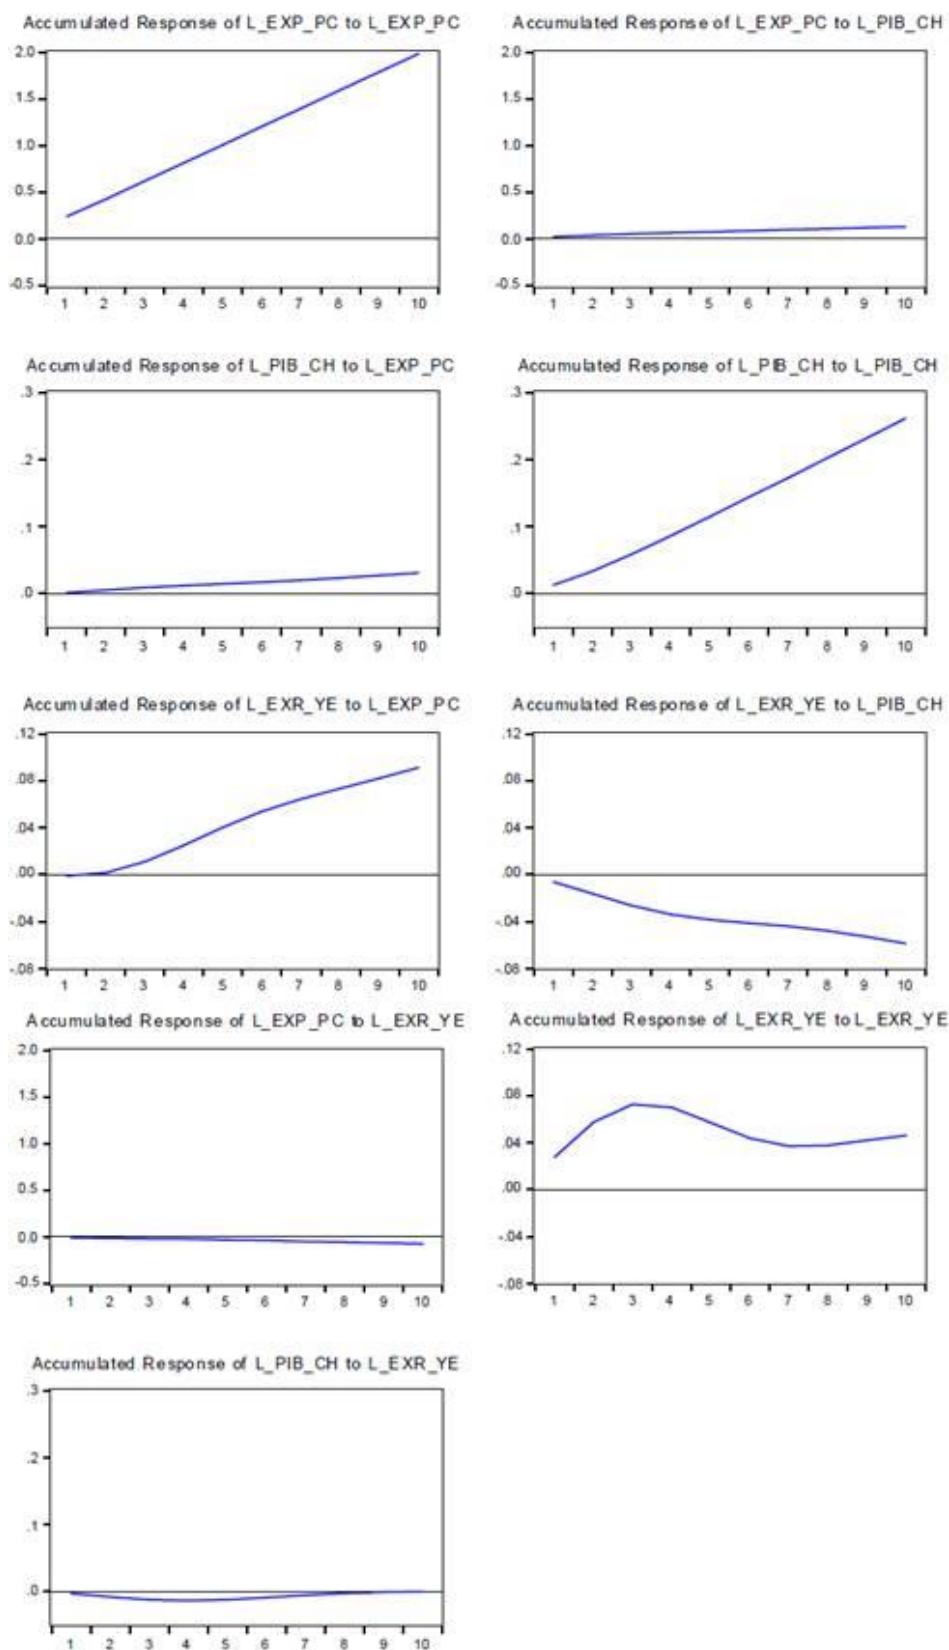 Accumulated Response of L_EXP_PC to L_EXP_PC
2.0
1.5
1.0
0.5
0.0
-0.5
1 2 3 4 5 6 7 8 9 10
Accumulated Response of L_EXP_PC to L_PIB_CH
2.0
1.5
1.0
0.5
0.0
-0.5
1 2 3 4 5 6 7 8 9 10
Accumulated Response of L_PIB_CH to L_EXP_PC
.3
.2
.1
.0
1 2 3 4 5 6 7 8 9 10
Accumulated Response of L_PIB_CH to L_PIB_CH
.3
.2
.1
.0
1 2 3 4 5 6 7 8 9 10
Accumulated Response of L_EXR_YE to L_EXP_PC
.12
.08
.04
.00
-.04
-.08
1 2 3 4 5 6 7 8 9 10
Accumulated Response of L_EXR_YE to L_PIB_CH
.12
.08
.04
.00
-.04
-.08
1 2 3 4 5 6 7 8 9 10
Accumulated Response of L_EXP_PC to L_EXR_YE
2.0
1.5
1.0
0.5
0.0
-0.5
1 2 3 4 5 6 7 8 9 10
Accumulated Response of L_EXR_YE to L_EXR_YE
.12
.08
.04
.00
-.04
-.08
1 2 3 4 5 6 7 8 9 10
Accumulated Response of L_PIB_CH to L_EXR_YE
.3
.2
.1
.0
1 2 3 4 5 6 7 8 9 10